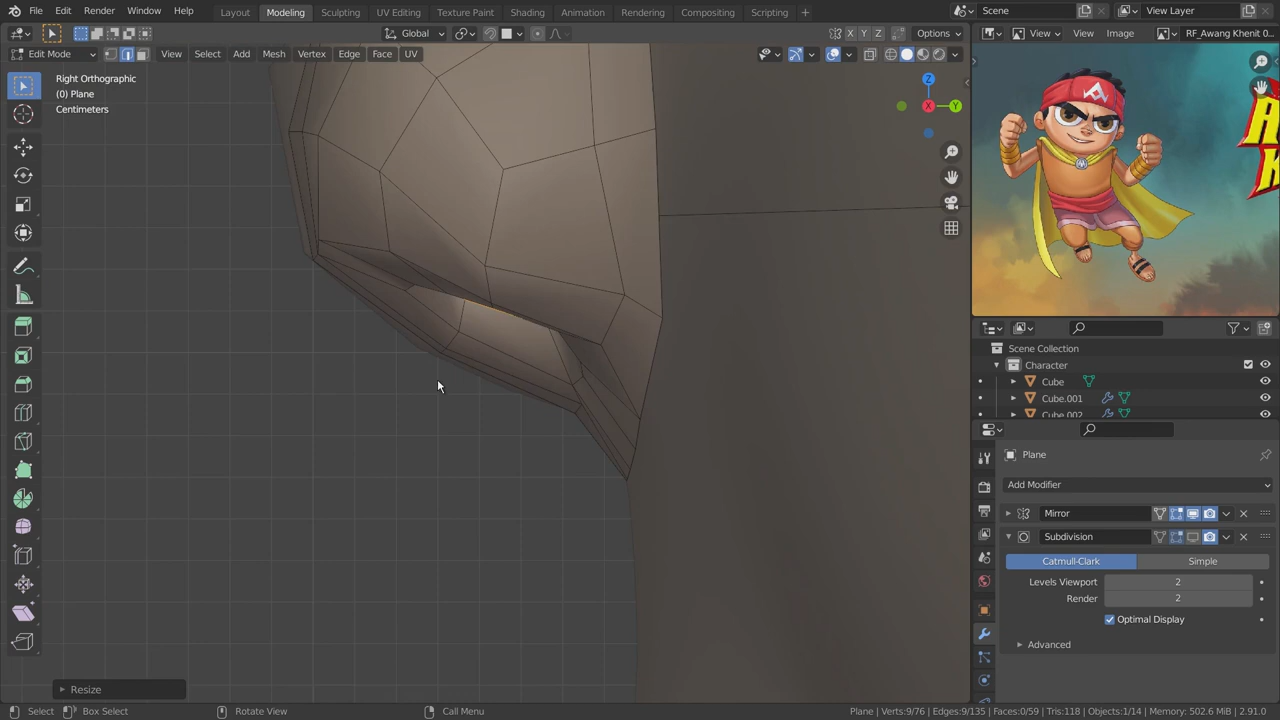 File Edit Render Window Help Layout Modeling Sculpting UV Editing Texture Paint Shading Animation Rendering Compositing Scripting + Scene View Layer
Global Options View View Image RF_Awang Khenit 0...
Edit Mode View Select Add Mesh Vertex Edge Face UV X Y Z
Right Orthographic
(0) Plane
Centimeters
Z
X
Y
Scene Collection
Character
Cube
Cube.001
Cube.002
Plane
Add Modifier
Mirror
Subdivision
Catmull-Clark Simple
Levels Viewport 2
Render 2
Optimal Display
Advanced
Resize
Select Box Select Rotate View Call Menu Plane | Verts:9/76 | Edges:9/135 | Faces:0/59 | Tris:118 | Objects:1/14 | Memory: 502.6 MiB | 2.91.0